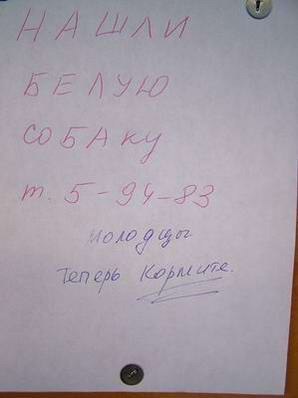 НАШЛИ
БЕЛУЮ
СОБАКУ
т. 5-94-83
молодцы
теперь кормите.